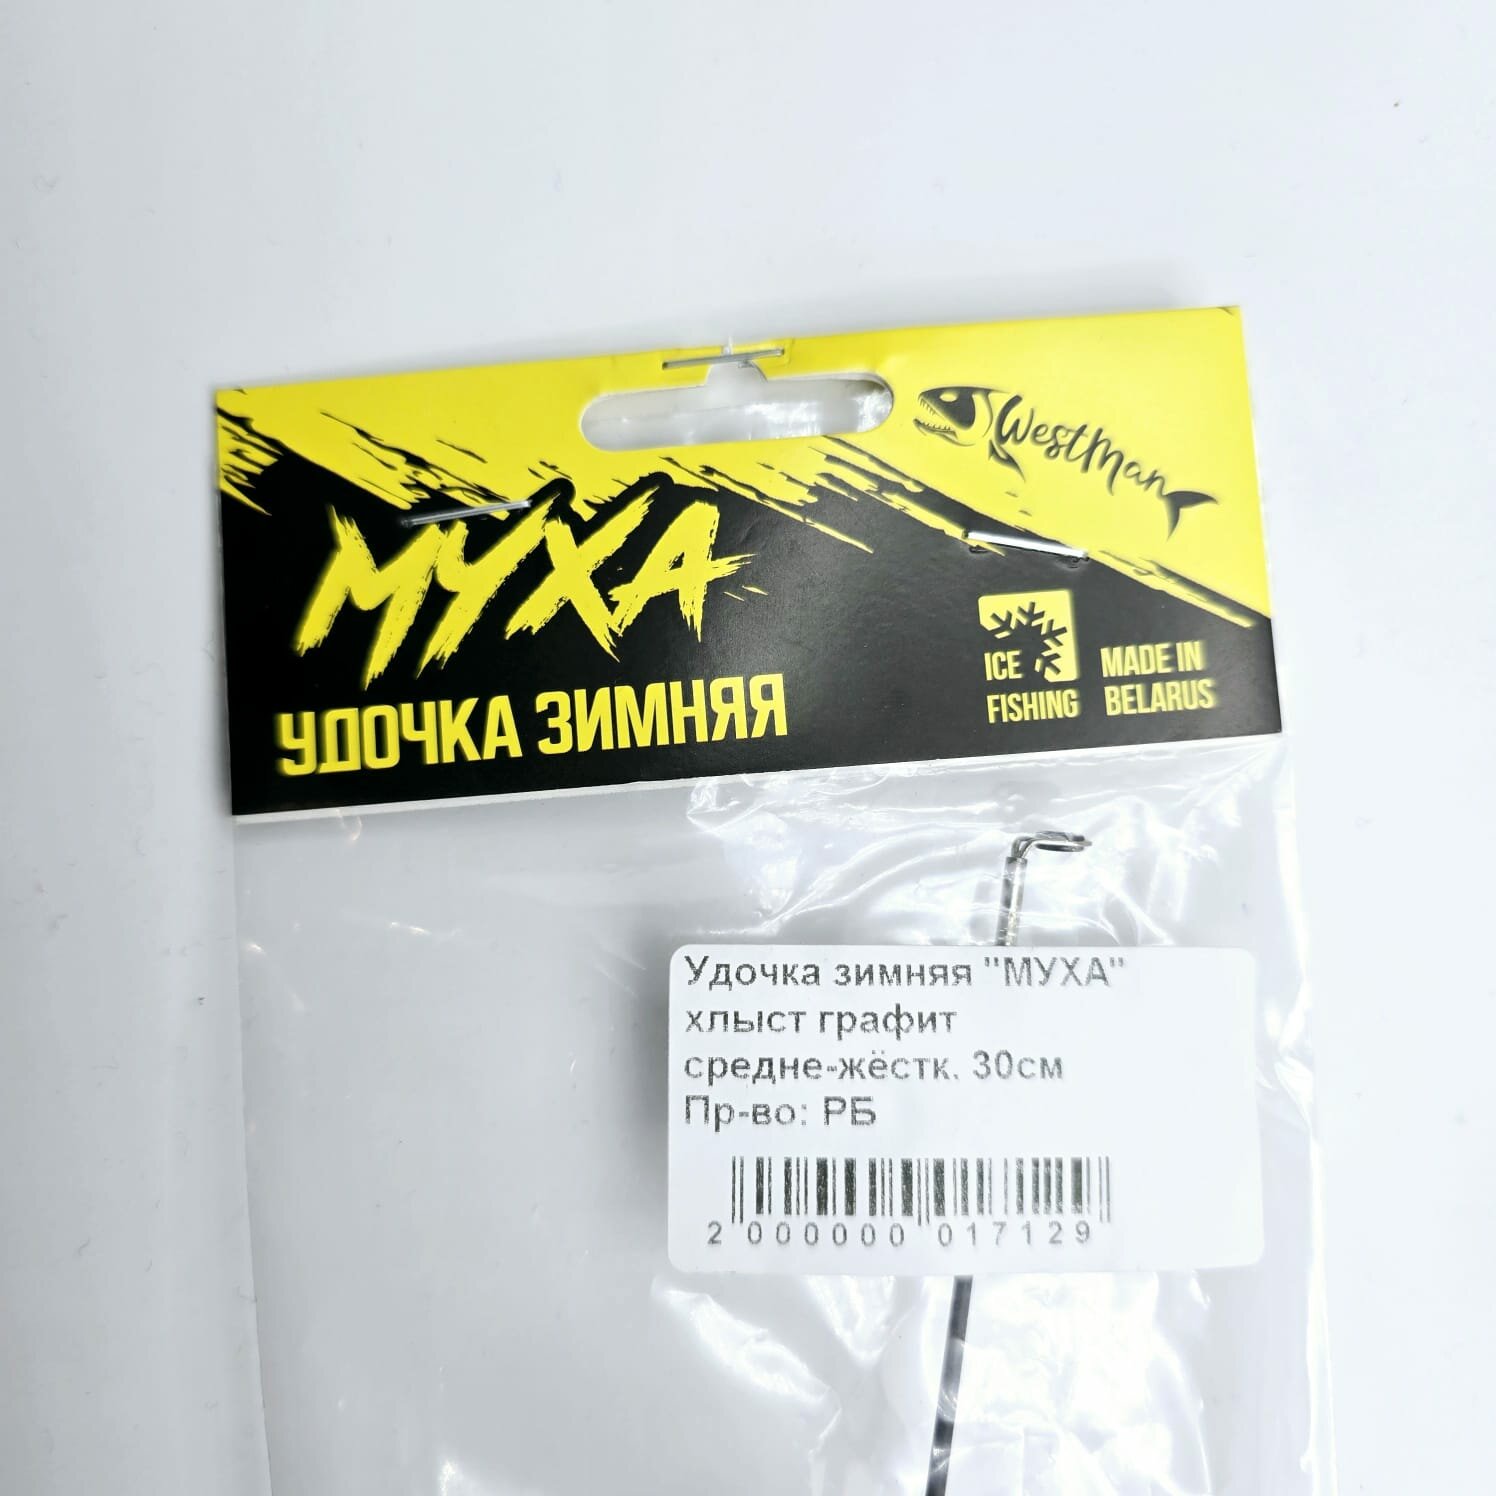 WestMan
МУХА
УДОЧКА ЗИМНЯЯ
ICE
FISHING
MADE IN
BELARUS
Удочка зимняя "МУХА"
хлыст графит
средне-жёстк. 30см
Пр-во: РБ
2 000000 017129